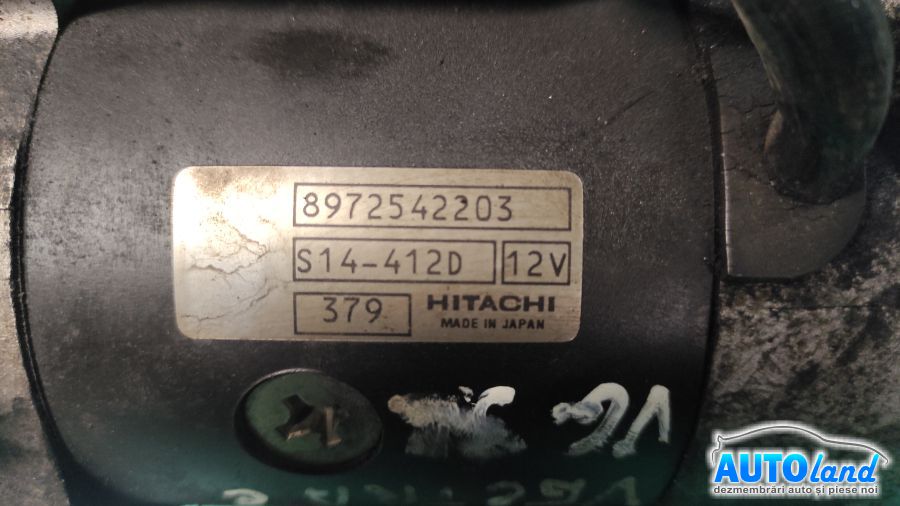 8972542203
S14-412D 12V
379 HITACHI
MADE IN JAPAN
AUTOland
dezmembrări auto și piese noi